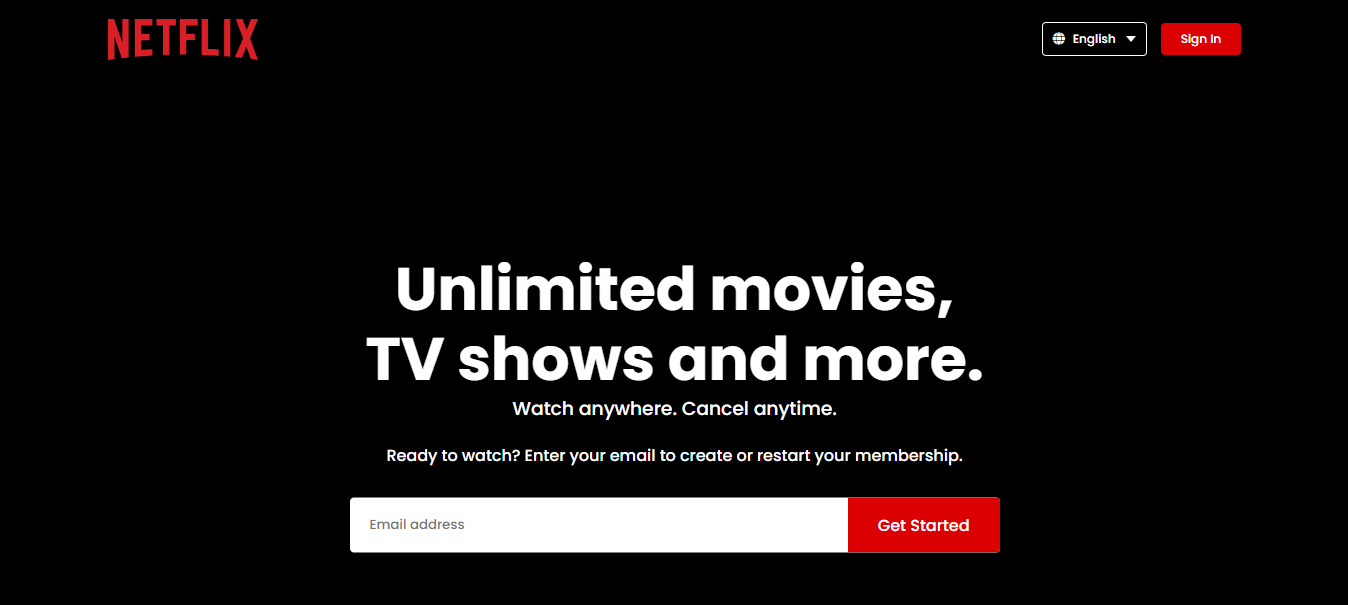 NETFLIX
English
Sign In
Unlimited movies,
TV shows and more.
Watch anywhere. Cancel anytime.
Ready to watch? Enter your email to create or restart your membership.
Email address
Get Started